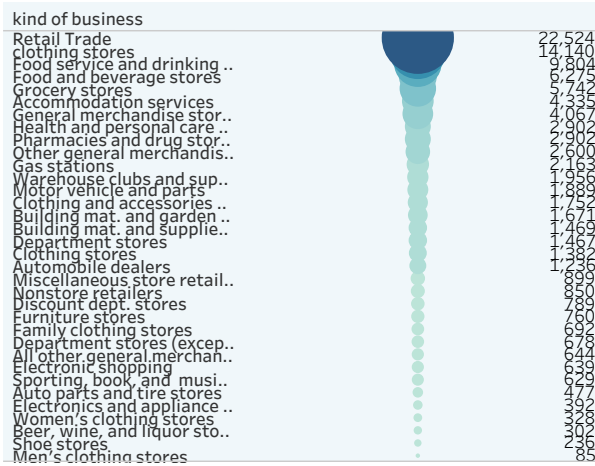 kind of business
Retail Trade 22,524
clothing stores 14,140
Food service and drinking .. 9,804
Food and beverage stores 6,275
Grocery stores 5,742
Accommodation services 4,335
General merchandise stor.. 4,067
Health and personal care .. 2,902
Pharmacies and drug stor.. 2,902
Other general merchandis.. 2,600
Gas stations 2,163
Warehouse clubs and sup.. 1,956
Motor vehicle and parts 1,889
Clothing and accessories .. 1,752
Building mat. and garden .. 1,671
Building mat. and supplie.. 1,469
Department stores 1,467
Clothing stores 1,382
Automobile dealers 1,236
Miscellaneous store retail.. 899
Nonstore retailers 850
Discount dept. stores 789
Furniture stores 760
Family clothing stores 692
Department stores (excep.. 678
All other general merchan.. 644
Electronic shopping 639
Sporting, book, and musi.. 629
Auto parts and tire stores 477
Electronics and appliance .. 392
Women's clothing stores 328
Beer, wine, and liquor sto.. 302
Shoe stores 236
Men's clothing stores 85